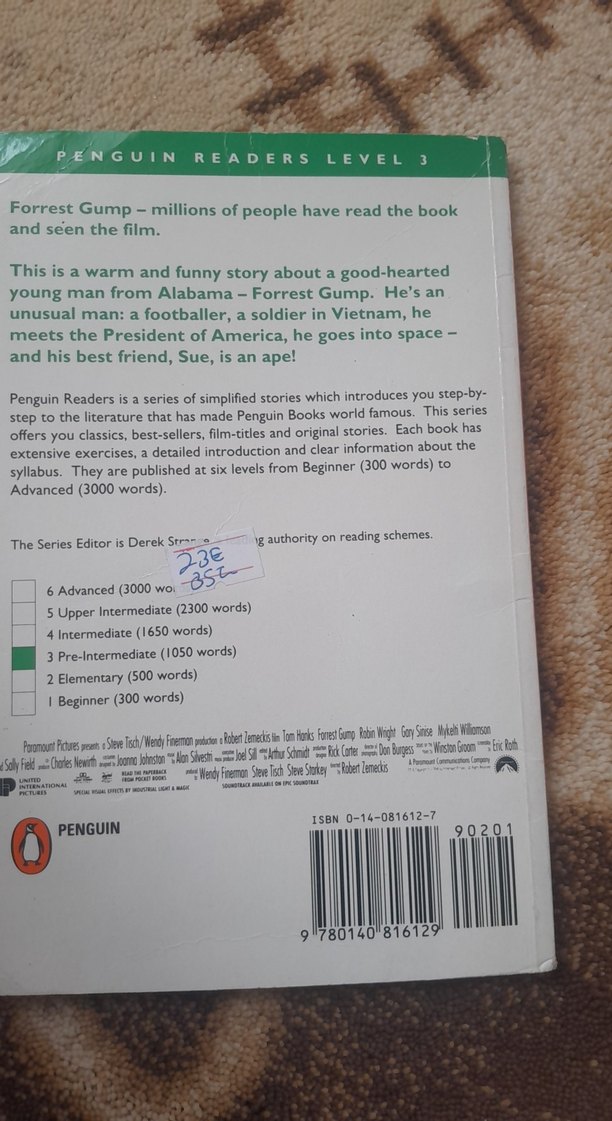 PENGUIN READERS LEVEL 3
Forrest Gump – millions of people have read the book
and seen the film.
This is a warm and funny story about a good-hearted
young man from Alabama – Forrest Gump. He's an
unusual man: a footballer, a soldier in Vietnam, he
meets the President of America, he goes into space –
and his best friend, Sue, is an ape!
Penguin Readers is a series of simplified stories which introduces you step-by-
step to the literature that has made Penguin Books world famous. This series
offers you classics, best-sellers, film-titles and original stories. Each book has
extensive exercises, a detailed introduction and clear information about the
syllabus. They are published at six levels from Beginner (300 words) to
Advanced (3000 words).
The Series Editor is Derek authority on reading schemes.
23€
6 Advanced (3000
5 Upper Intermediate (2300 words)
4 Intermediate (1650 words)
3 Pre-Intermediate (1050 words)
2 Elementary (500 words)
1 Beginner (300 words)
Paramount Pictures presents a Steve Tisch/Wendy Finerman production a Robert Zemeckis film Tom Hanks Forrest Gump Robin Wright Gary Sinise Mykelti Williamson
Sally Field Charles Newirth Joanna Johnston Alan Silvestri Joel Sill Arthur Schmidt Rick Carter Don Burgess Winston Groom Eric Roth
Wendy Finerman Steve Tisch Steve Starkey Robert Zemeckis A Paramount Communications Company
UNITED
INTERNATIONAL
PICTURES
READ THE PAPERBACK
FROM POCKET BOOKS
SPECIAL VISUAL EFFECTS BY INDUSTRIAL LIGHT & MAGIC
SOUNDTRACK AVAILABLE ON EPIC SOUNDTRAX
PENGUIN
ISBN 0-14-081612-7
90201
9 780140 816129